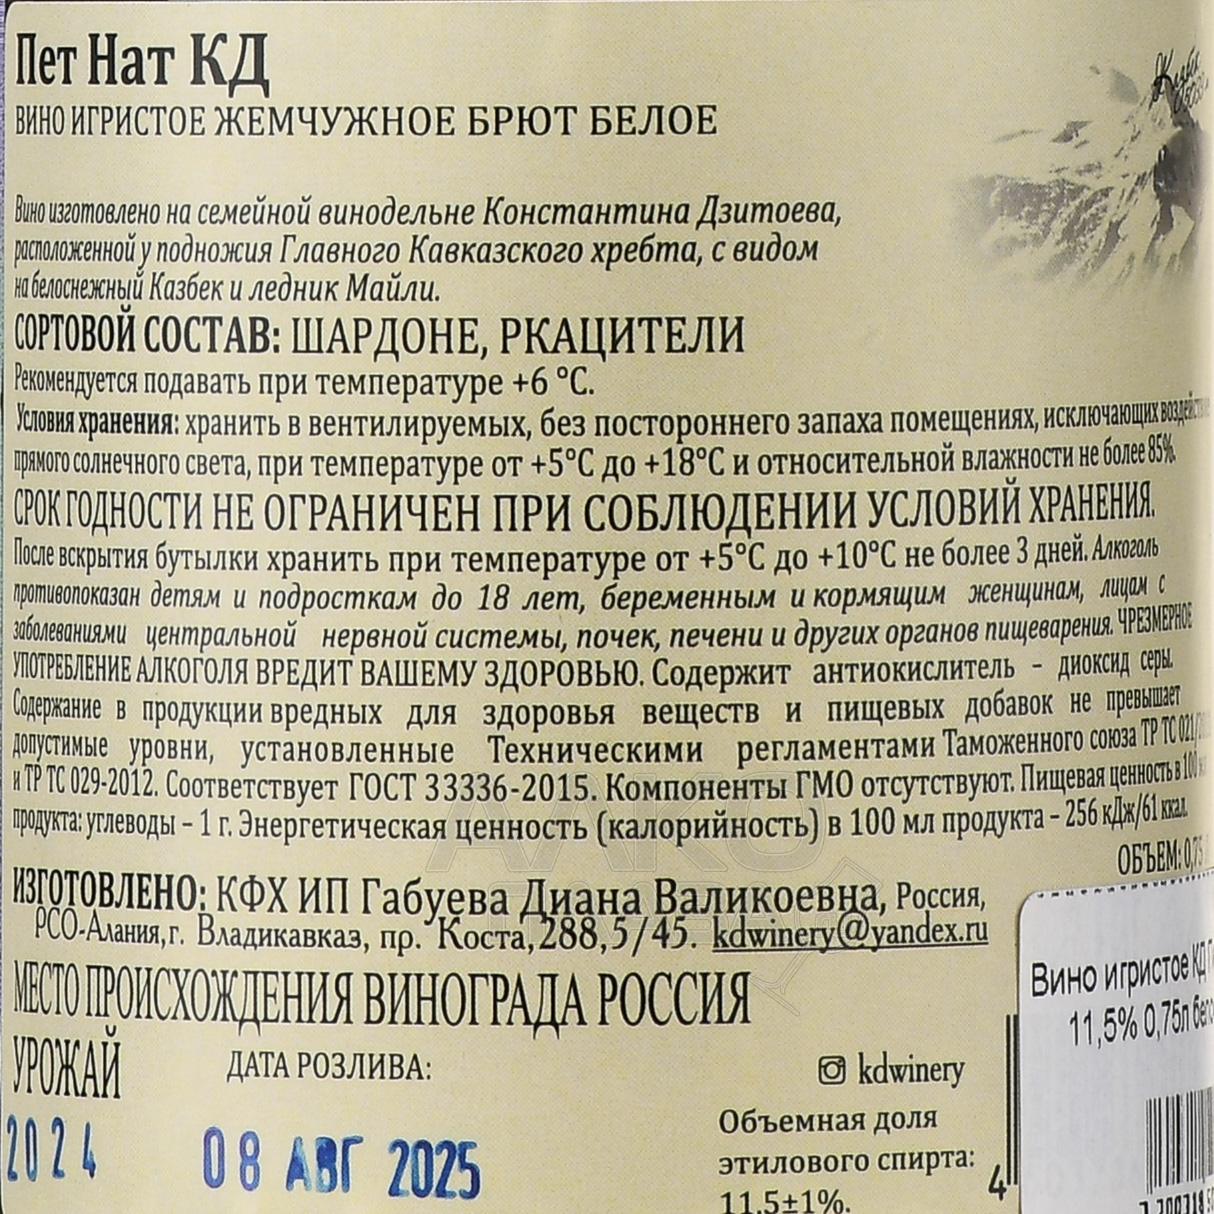 Пет Нат КД
ВИНО ИГРИСТОЕ ЖЕМЧУЖНОЕ БРЮТ БЕЛОЕ
Вино изготовлено на семейной винодельне Константина Дзитоева,
расположенной у подножия Главного Кавказского хребта, с видом
на белоснежный Казбек и ледник Майли.
СОРТОВОЙ СОСТАВ: ШАРДОНЕ, РКАЦИТЕЛИ
Рекомендуется подавать при температуре +6 °С.
Условия хранения: хранить в вентилируемых, без постороннего запаха помещениях, исключающих
прямого солнечного света, при температуре от +5°С до +18°С и относительной влажности не более 85%.
СРОК ГОДНОСТИ НЕ ОГРАНИЧЕН ПРИ СОБЛЮДЕНИИ УСЛОВИЙ ХРАНЕНИЯ.
После вскрытия бутылки хранить при температуре от +5°С до +10°С не более 3 дней. Алкоголь
противопоказан детям и подросткам до 18 лет, беременным и кормящим женщинам, лицам с
заболеваниями центральной нервной системы, почек, печени и других органов пищеварения. ЧРЕЗМЕРНОЕ
УПОТРЕБЛЕНИЕ АЛКОГОЛЯ ВРЕДИТ ВАШЕМУ ЗДОРОВЬЮ. Содержит антиокислитель - диоксид серы.
Содержание в продукции вредных для здоровья веществ и пищевых добавок не превышает
допустимые уровни, установленные Техническими регламентами Таможенного союза ТР ТС 021/
и ТР ТС 029-2012. Соответствует ГОСТ 33336-2015. Компоненты ГМО отсутствуют. Пищевая ценность в 100
продукта: углеводы – 1 г. Энергетическая ценность (калорийность) в 100 мл продукта – 256 кДж/61 ккал.
ОБЪЕМ: 0,75
ИЗГОТОВЛЕНО: КФХ ИП Габуева Диана Валикоевна, Россия,
РСО-Алания, г. Владикавказ, пр. Коста, 288, 5/45. kdwinery@yandex.ru
МЕСТО ПРОИСХОЖДЕНИЯ ВИНОГРАДА РОССИЯ
УРОЖАЙ ДАТА РОЗЛИВА:
2024 08 АВГ 2025
kdwinery
Объемная доля
этилового спирта:
11,5±1%.
4
Вино игристое КД
11,5% 0,75л